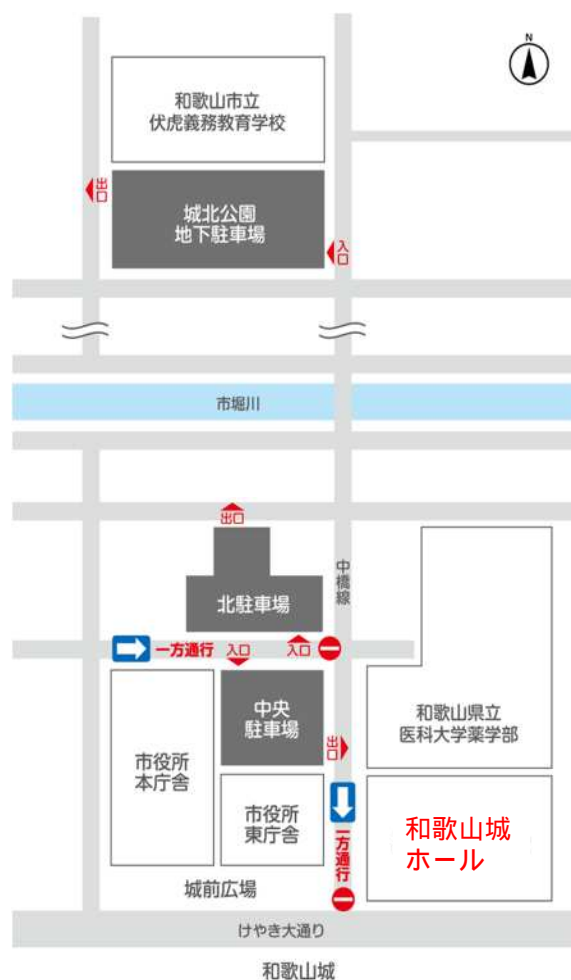 N
和歌山市立
伏虎義務教育学校
出口
城北公園
地下駐車場
入口
市堀川
出口
北駐車場
中橋線
一方通行
入口
入口
中央
駐車場
出口
和歌山県立
医科大学薬学部
市役所
本庁舎
市役所
東庁舎
一方通行
和歌山城
ホール
城前広場
けやき大通り
和歌山城